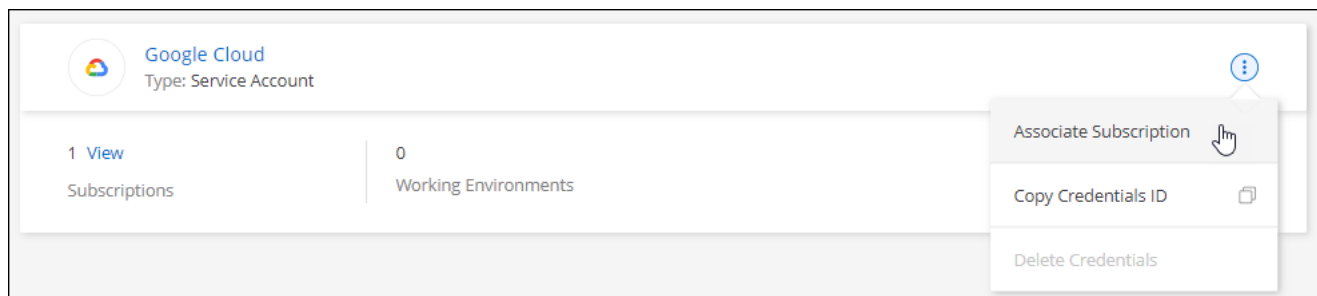 Google Cloud
Type: Service Account
1 View
Subscriptions
0
Working Environments
Associate Subscription
Copy Credentials ID
Delete Credentials